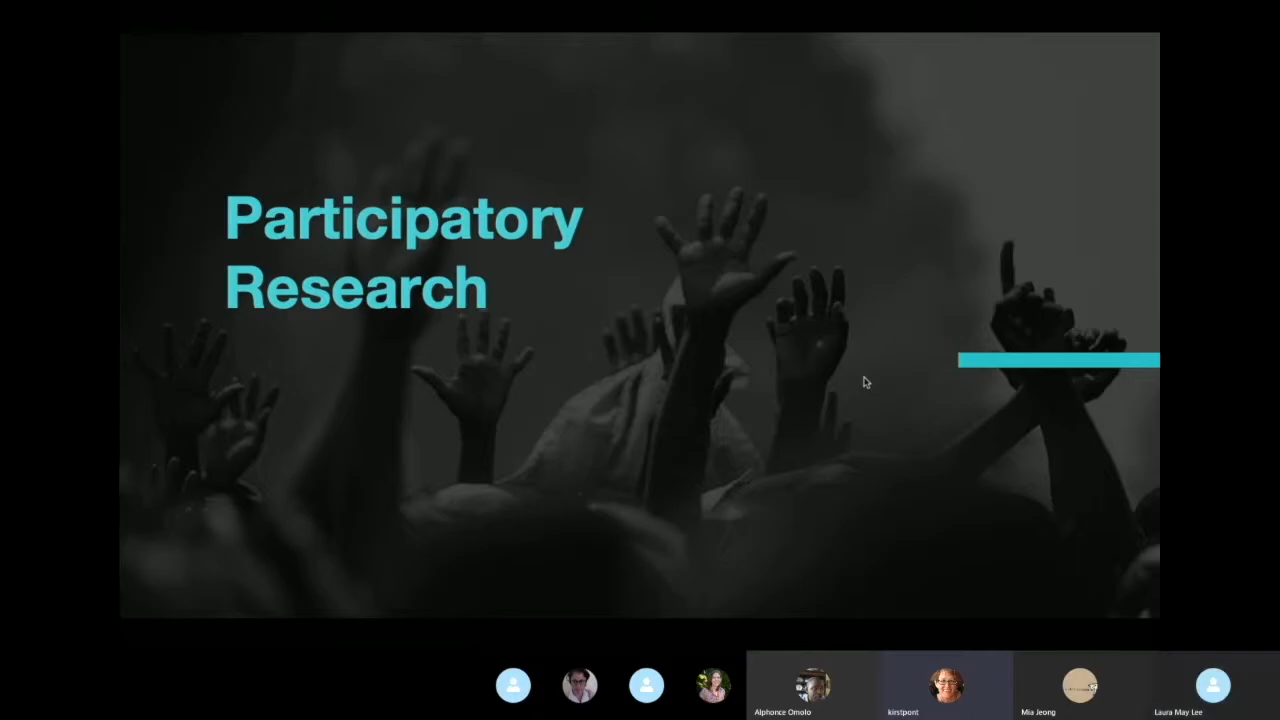 Participatory
Research
Alphonce Omolo
kirstpont
Mia Jeong
Laura May Lee